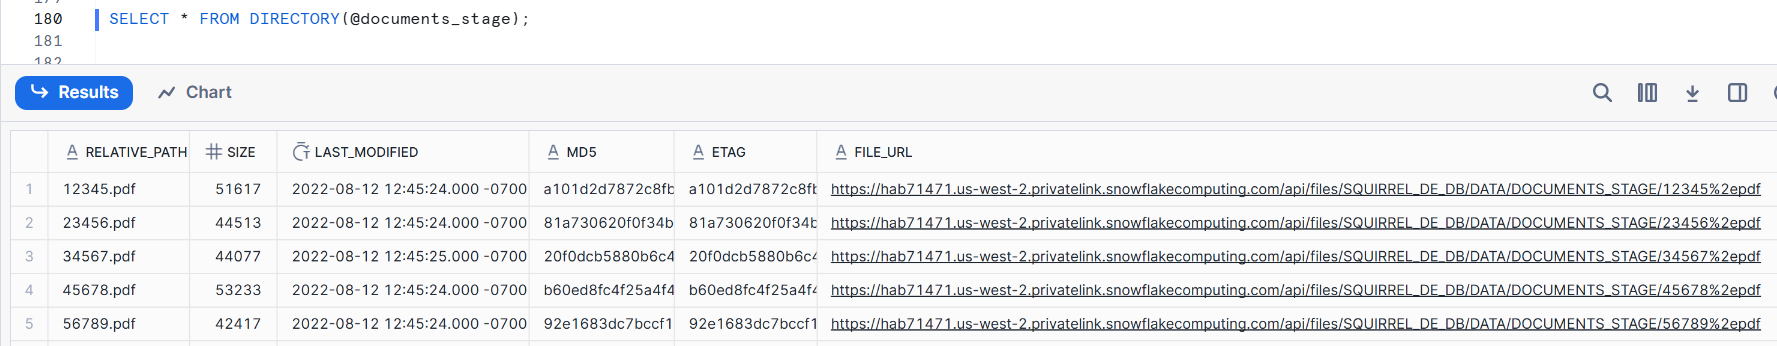 180 SELECT * FROM DIRECTORY(@documents_stage);
181
Results Chart
RELATIVE_PATH SIZE LAST_MODIFIED MD5 ETAG FILE_URL
1 12345.pdf 51617 2022-08-12 12:45:24.000 -0700 a101d2d7872c8fb a101d2d7872c8fb https://hab71471.us-west-2.privatelink.snowflakecomputing.com/api/files/SQUIRREL_DE_DB/DATA/DOCUMENTS_STAGE/12345%2epdf
2 23456.pdf 44513 2022-08-12 12:45:24.000 -0700 81a730620f0f34b 81a730620f0f34b https://hab71471.us-west-2.privatelink.snowflakecomputing.com/api/files/SQUIRREL_DE_DB/DATA/DOCUMENTS_STAGE/23456%2epdf
3 34567.pdf 44077 2022-08-12 12:45:25.000 -0700 20f0dcb5880b6c4 20f0dcb5880b6c4 https://hab71471.us-west-2.privatelink.snowflakecomputing.com/api/files/SQUIRREL_DE_DB/DATA/DOCUMENTS_STAGE/34567%2epdf
4 45678.pdf 53233 2022-08-12 12:45:24.000 -0700 b60ed8fc4f25a4f4 b60ed8fc4f25a4f4 https://hab71471.us-west-2.privatelink.snowflakecomputing.com/api/files/SQUIRREL_DE_DB/DATA/DOCUMENTS_STAGE/45678%2epdf
5 56789.pdf 42417 2022-08-12 12:45:24.000 -0700 92e1683dc7bccf1 92e1683dc7bccf1 https://hab71471.us-west-2.privatelink.snowflakecomputing.com/api/files/SQUIRREL_DE_DB/DATA/DOCUMENTS_STAGE/56789%2epdf